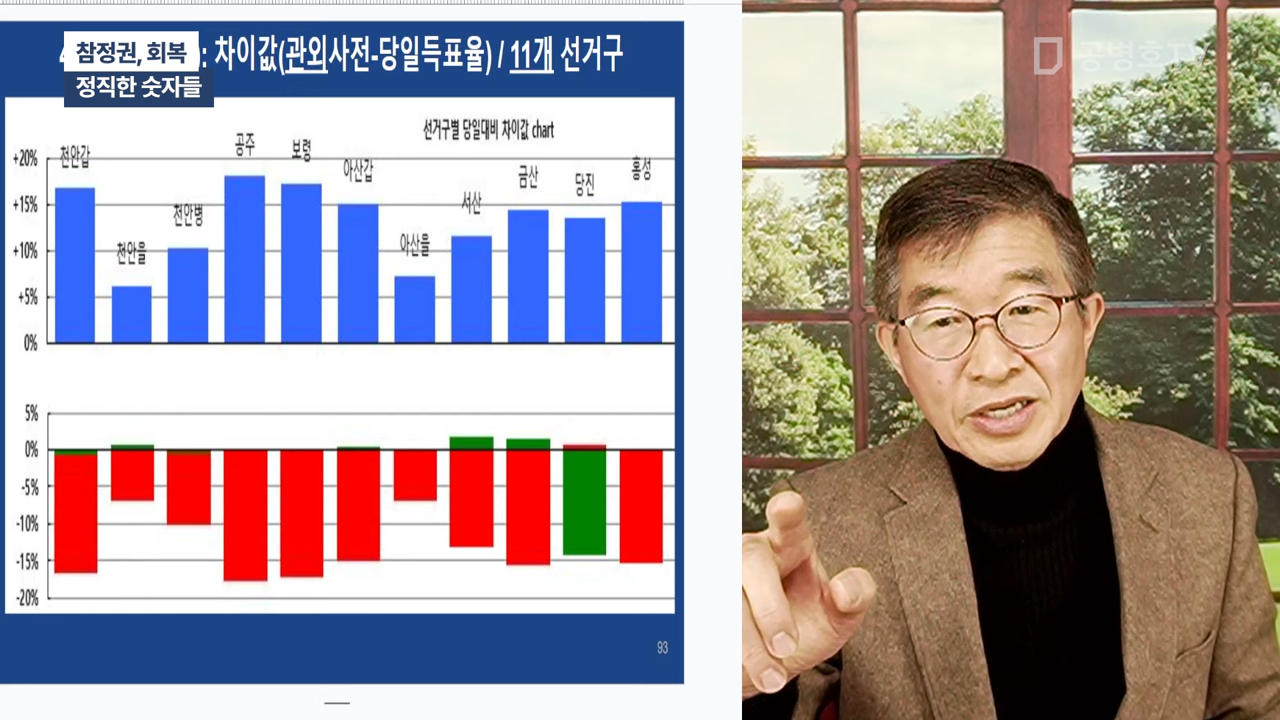 참정권, 회복
정직한 숫자들
): 차이값(관외사전-당일득표율) / 11개 선거구
공병호TV
선거구별 당일대비 차이값 chart
천안갑
천안을
천안병
공주
보령
아산갑
아산을
서산
금산
당진
홍성
+20%
+15%
+10%
+5%
0%
5%
0%
-5%
-10%
-15%
-20%
93